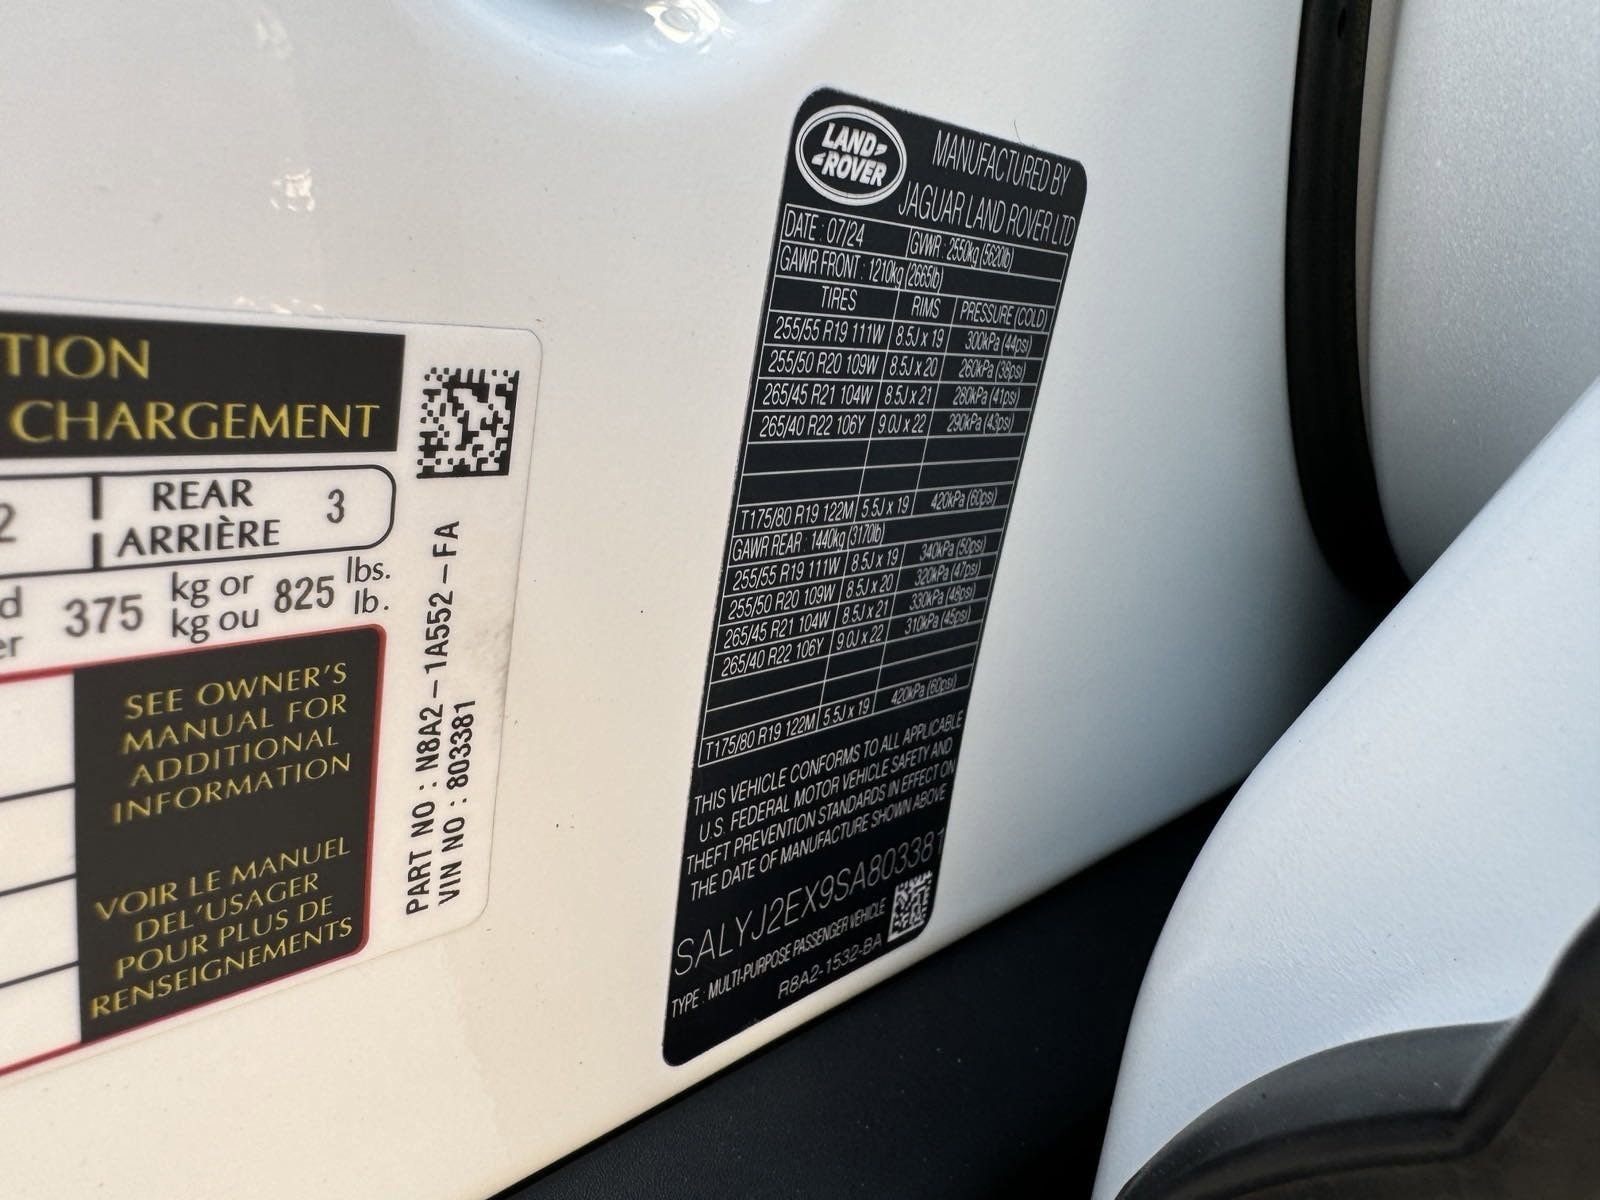 TION
CHARGEMENT
2 REAR 3
ARRIÈRE
d 375 kg or 825 lbs.
er kg ou lb.
SEE OWNER'S
MANUAL FOR
ADDITIONAL
INFORMATION
VOIR LE MANUEL
DEL'USAGER
POUR PLUS DE
RENSEIGNEMENTS
PART NO : N8A2-1A552-FA
VIN NO : 803381
LAND
ROVER
MANUFACTURED BY
JAGUAR LAND ROVER LTD
DATE : 07/24 GVWR : 2550kg (5620lb)
GAWR FRONT : 1210kg (2665lb)
TIRES RIMS PRESSURE (COLD)
255/55 R19 111W 8.5J x 19 300kPa (44psi)
255/50 R20 109W 8.5J x 20 260kPa (38psi)
265/45 R21 104W 8.5J x 21 280kPa (41psi)
265/40 R22 106Y 9.0J x 22 290kPa (43psi)
T175/80 R19 122M 5.5J x 19 420kPa (60psi)
GAWR REAR : 1440kg (3170lb)
255/55 R19 111W 8.5J x 19 340kPa (50psi)
255/50 R20 109W 8.5J x 20 320kPa (47psi)
265/45 R21 104W 8.5J x 21 330kPa (48psi)
265/40 R22 106Y 9.0J x 22 310kPa (45psi)
T175/80 R19 122M 5.5J x 19 420kPa (60psi)
THIS VEHICLE CONFORMS TO ALL APPLICABLE
U.S. FEDERAL MOTOR VEHICLE SAFETY AND
THEFT PREVENTION STANDARDS IN EFFECT ON
THE DATE OF MANUFACTURE SHOWN ABOVE
SALYJ2EX9SA803381
TYPE : MULTI-PURPOSE PASSENGER VEHICLE
R8A2-1532-BA